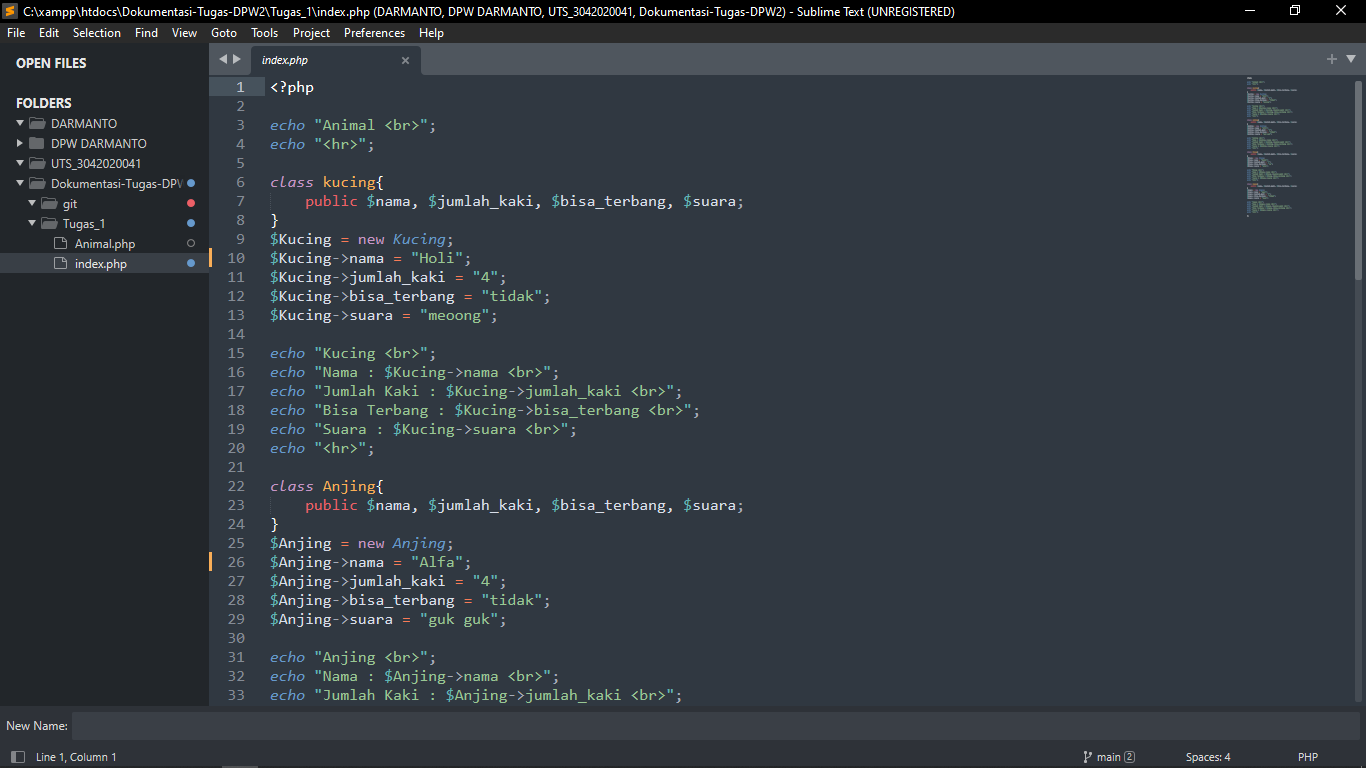 C:\xampp\htdocs\Dokumentasi-Tugas-DPW2\Tugas_1\index.php (DARMANTO, DPW DARMANTO, UTS_3042020041, Dokumentasi-Tugas-DPW2) - Sublime Text (UNREGISTERED)
File Edit Selection Find View Goto Tools Project Preferences Help
OPEN FILES
FOLDERS
DARMANTO
DPW DARMANTO
UTS_3042020041
Dokumentasi-Tugas-DPW
git
Tugas_1
Animal.php
index.php
index.php
1 <?php
2
3 echo "Animal <br>";
4 echo "<hr>";
5
6 class kucing{
7     public $nama, $jumlah_kaki, $bisa_terbang, $suara;
8 }
9 $Kucing = new Kucing;
10 $Kucing->nama = "Holi";
11 $Kucing->jumlah_kaki = "4";
12 $Kucing->bisa_terbang = "tidak";
13 $Kucing->suara = "meoong";
14
15 echo "Kucing <br>";
16 echo "Nama : $Kucing->nama <br>";
17 echo "Jumlah Kaki : $Kucing->jumlah_kaki <br>";
18 echo "Bisa Terbang : $Kucing->bisa_terbang <br>";
19 echo "Suara : $Kucing->suara <br>";
20 echo "<hr>";
21
22 class Anjing{
23     public $nama, $jumlah_kaki, $bisa_terbang, $suara;
24 }
25 $Anjing = new Anjing;
26 $Anjing->nama = "Alfa";
27 $Anjing->jumlah_kaki = "4";
28 $Anjing->bisa_terbang = "tidak";
29 $Anjing->suara = "guk guk";
30
31 echo "Anjing <br>";
32 echo "Nama : $Anjing->nama <br>";
33 echo "Jumlah Kaki : $Anjing->jumlah_kaki <br>";
New Name:
Line 1, Column 1 main 2 Spaces: 4 PHP